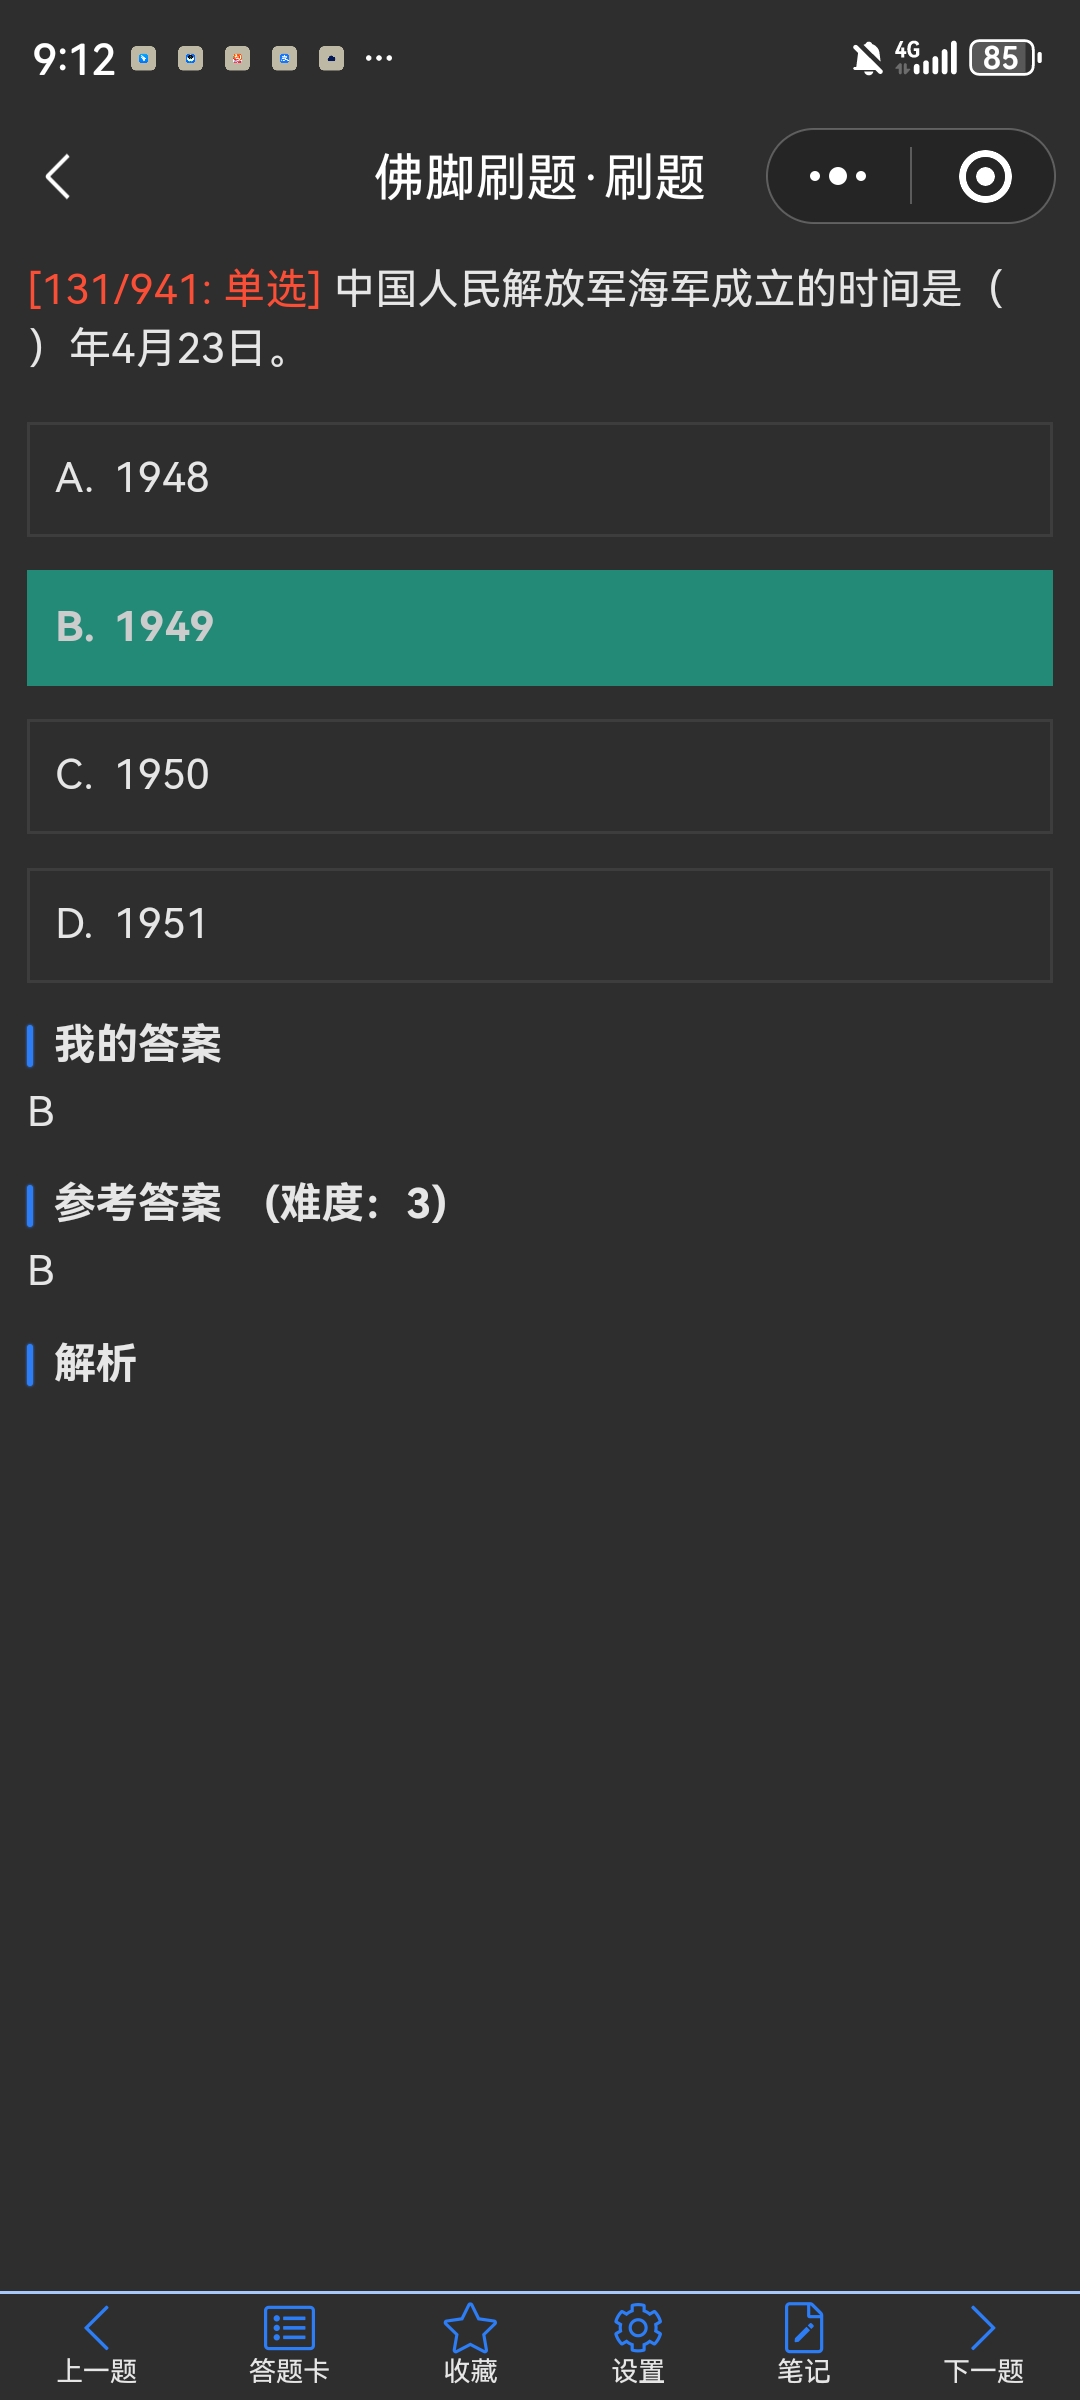 9:12
4G
85
佛脚刷题·刷题
[131/941: 单选] 中国人民解放军海军成立的时间是（
）年4月23日。
A. 1948
B. 1949
C. 1950
D. 1951
我的答案
B
参考答案 （难度：3）
B
解析
上一题 答题卡 收藏 设置 笔记 下一题